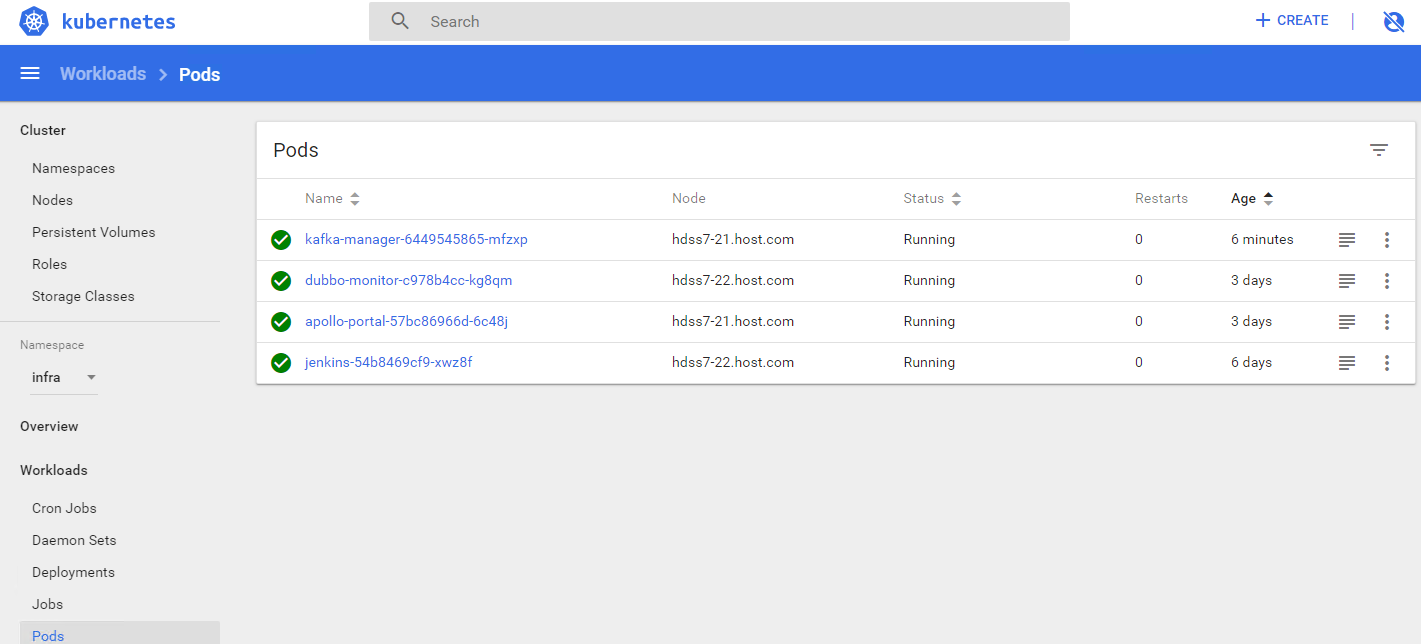 kubernetes
Search
CREATE
Workloads > Pods
Cluster
Namespaces
Nodes
Persistent Volumes
Roles
Storage Classes
Namespace
infra
Overview
Workloads
Cron Jobs
Daemon Sets
Deployments
Jobs
Pods
Pods
Name Node Status Restarts Age
kafka-manager-6449545865-mfzxp hdss7-21.host.com Running 0 6 minutes
dubbo-monitor-c978b4cc-kg8qm hdss7-22.host.com Running 0 3 days
apollo-portal-57bc86966d-6c48j hdss7-21.host.com Running 0 3 days
jenkins-54b8469cf9-xwz8f hdss7-22.host.com Running 0 6 days